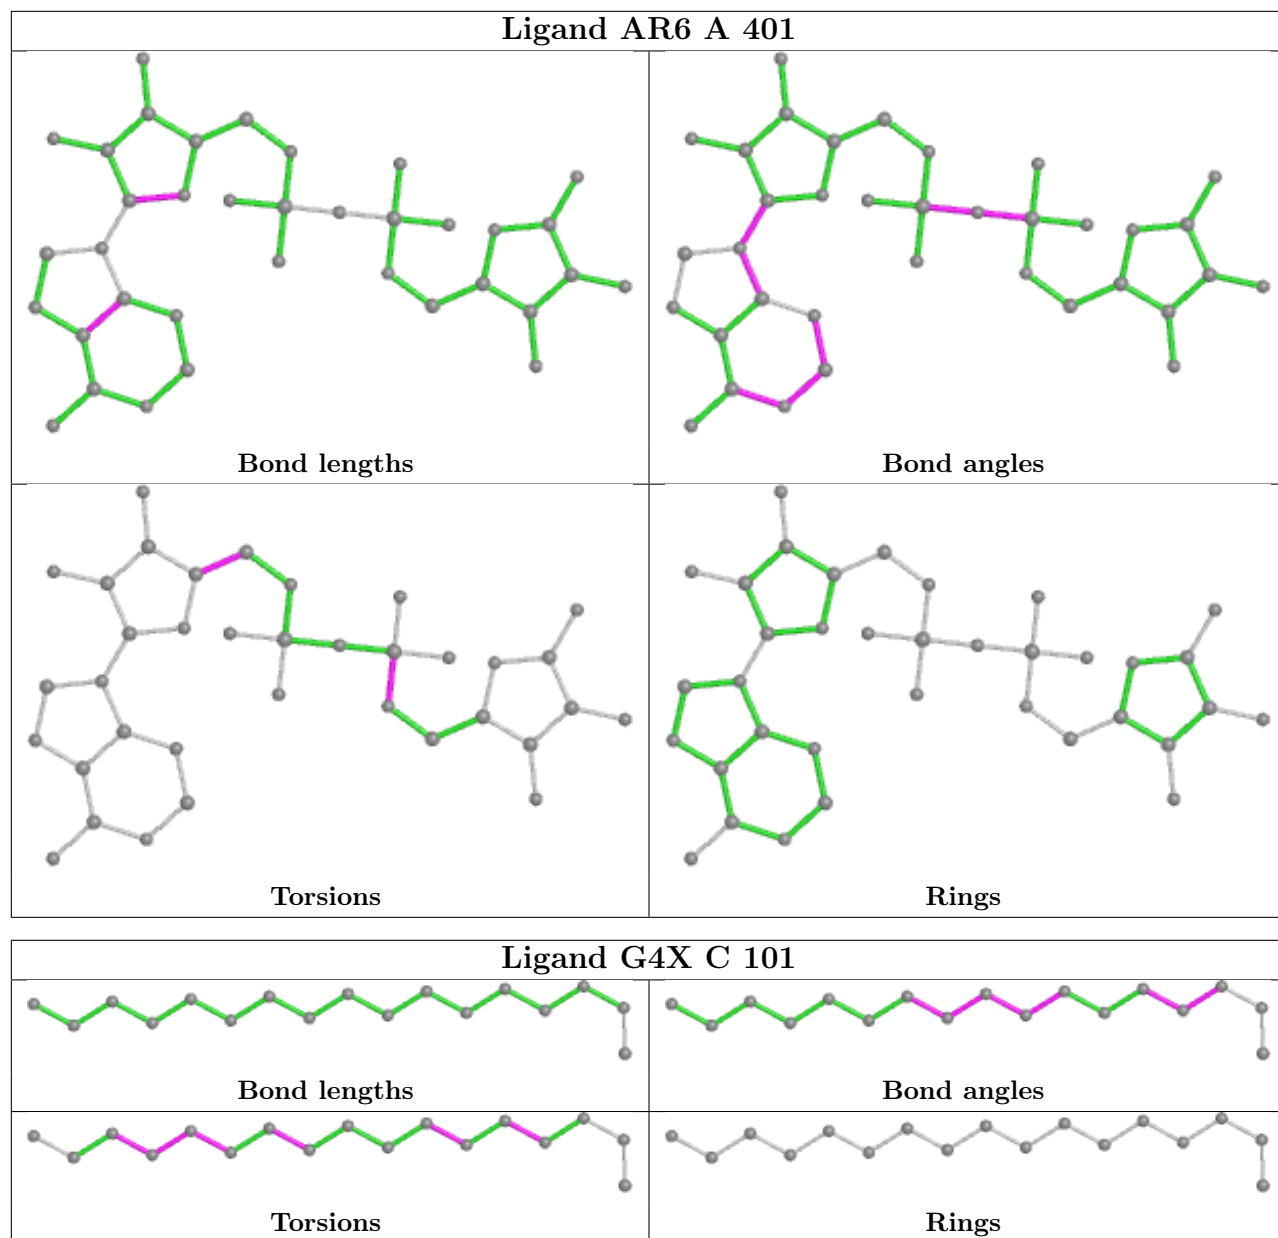 Ligand AR6 A 401
Bond lengths
Bond angles
Torsions
Rings
Ligand G4X C 101
Bond lengths
Bond angles
Torsions
Rings